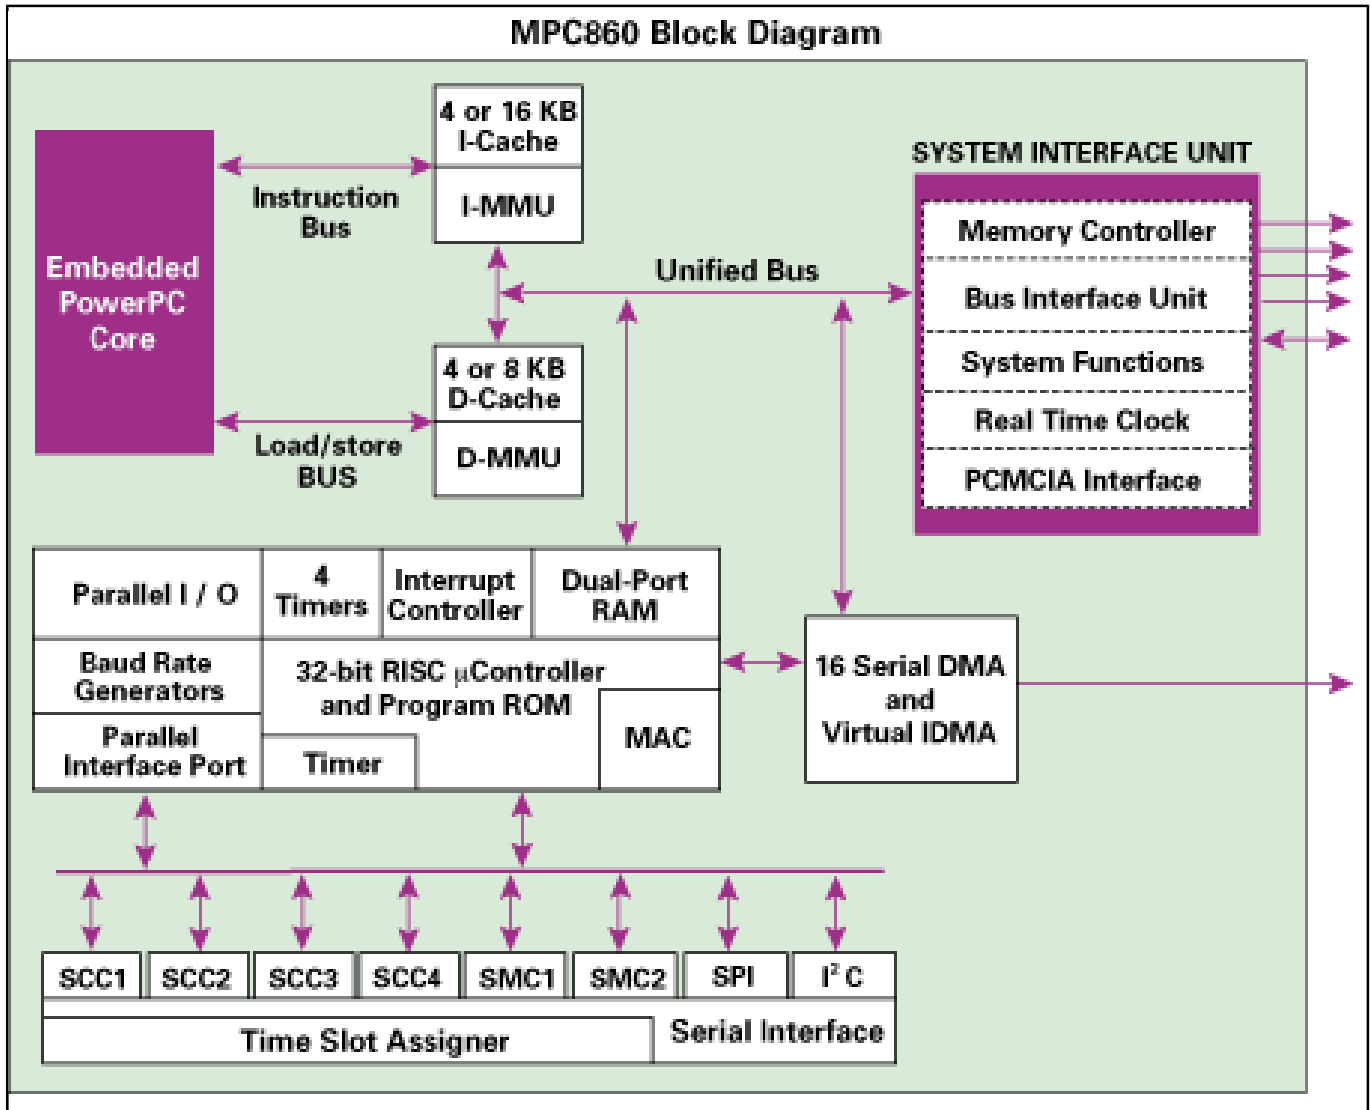 MPC860 Block Diagram
4 or 16 KB
I-Cache
I-MMU
Instruction
Bus
Embedded
PowerPC
Core
Unified Bus
4 or 8 KB
D-Cache
D-MMU
Load/store
BUS
SYSTEM INTERFACE UNIT
Memory Controller
Bus Interface Unit
System Functions
Real Time Clock
PCMCIA Interface
Parallel I / O
4
Timers
Interrupt
Controller
Dual-Port
RAM
Baud Rate
Generators
32-bit RISC µController
and Program ROM
Parallel
Interface Port
Timer
MAC
16 Serial DMA
and
Virtual IDMA
SCC1
SCC2
SCC3
SCC4
SMC1
SMC2
SPI
I² C
Time Slot Assigner
Serial Interface